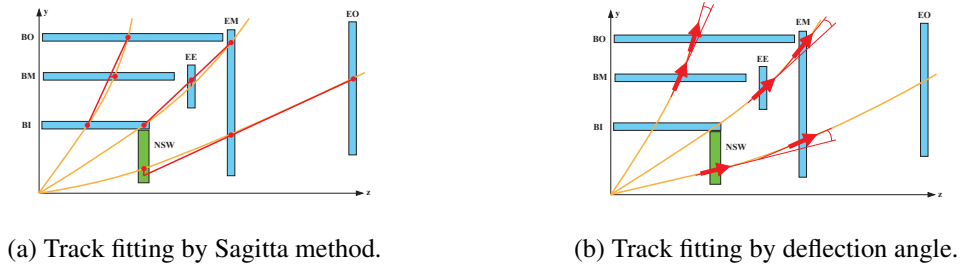 y
BO
BM
BI
EE
EM
EO
NSW
z
y
BO
BM
BI
EE
EM
EO
NSW
z
(a) Track fitting by Sagitta method.
(b) Track fitting by deflection angle.